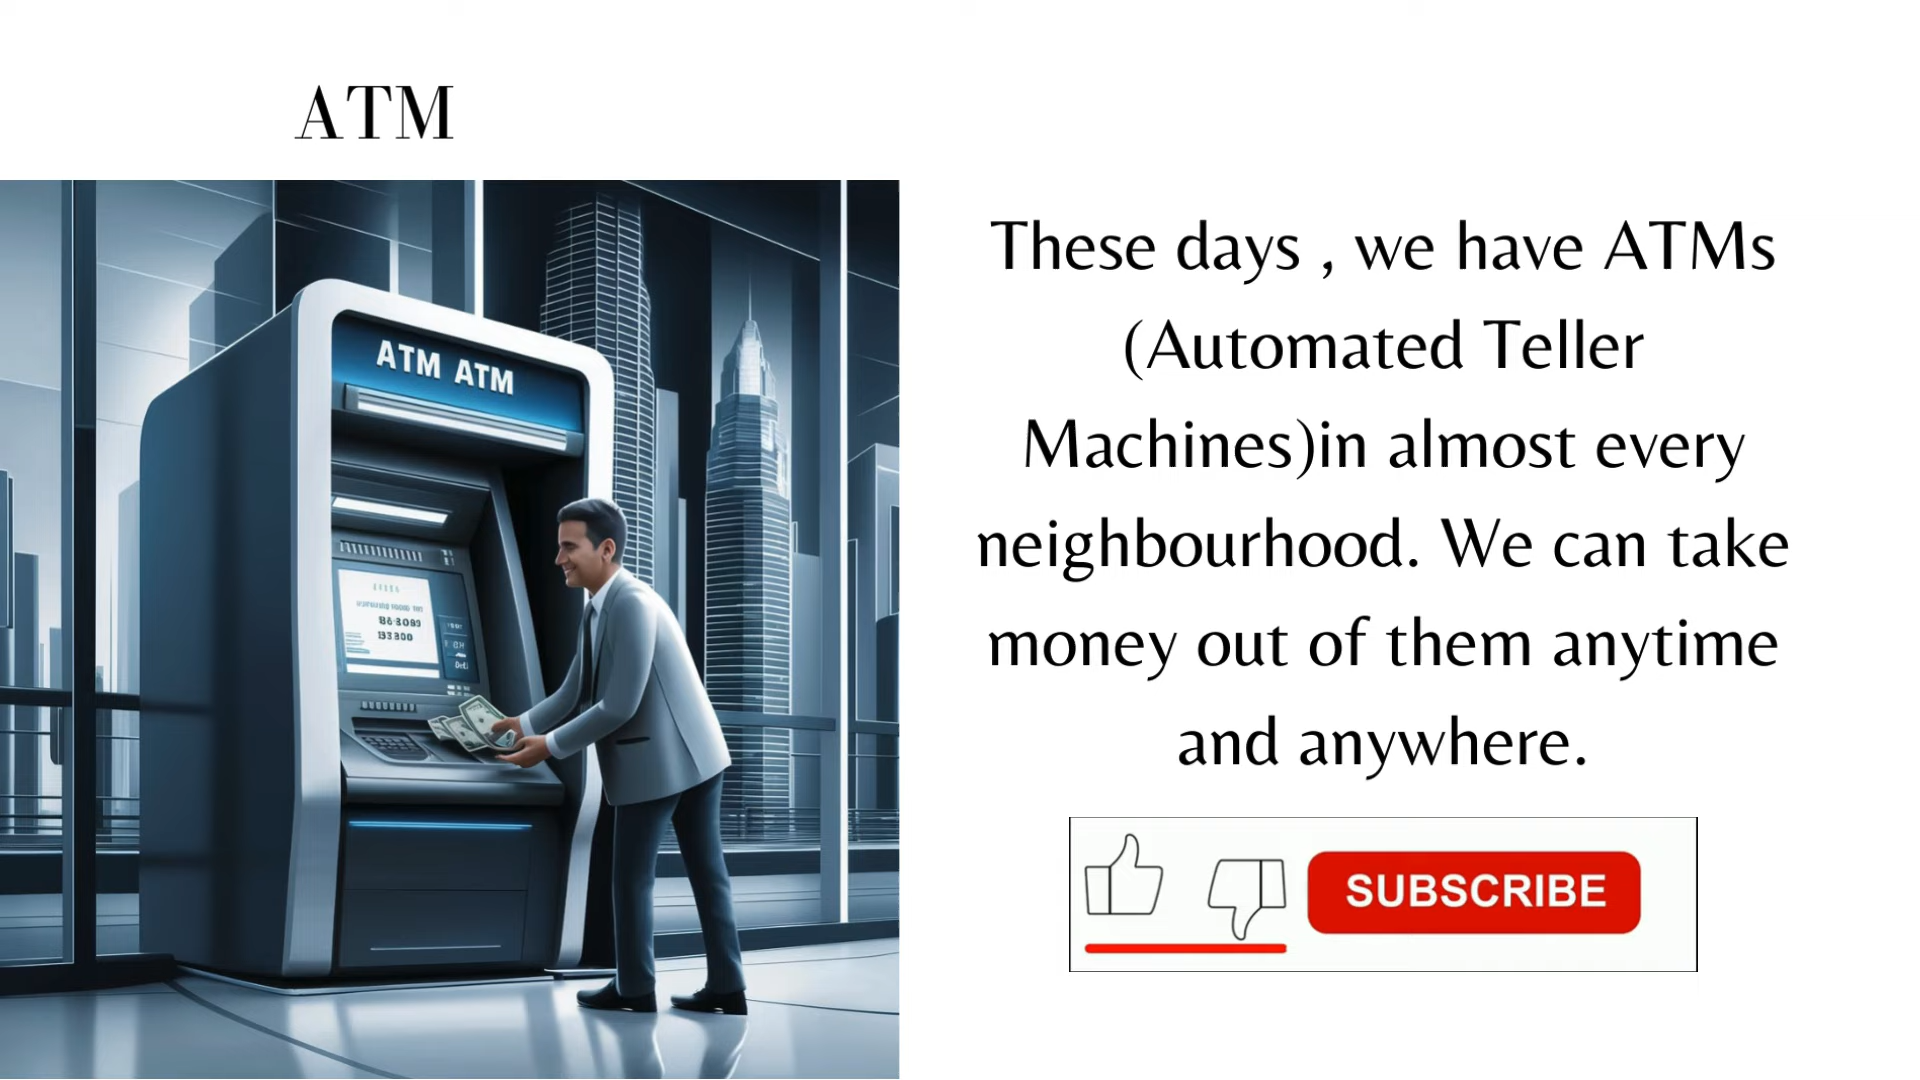 ATM
ATM ATM
These days , we have ATMs
(Automated Teller
Machines)in almost every
neighbourhood. We can take
money out of them anytime
and anywhere.
SUBSCRIBE